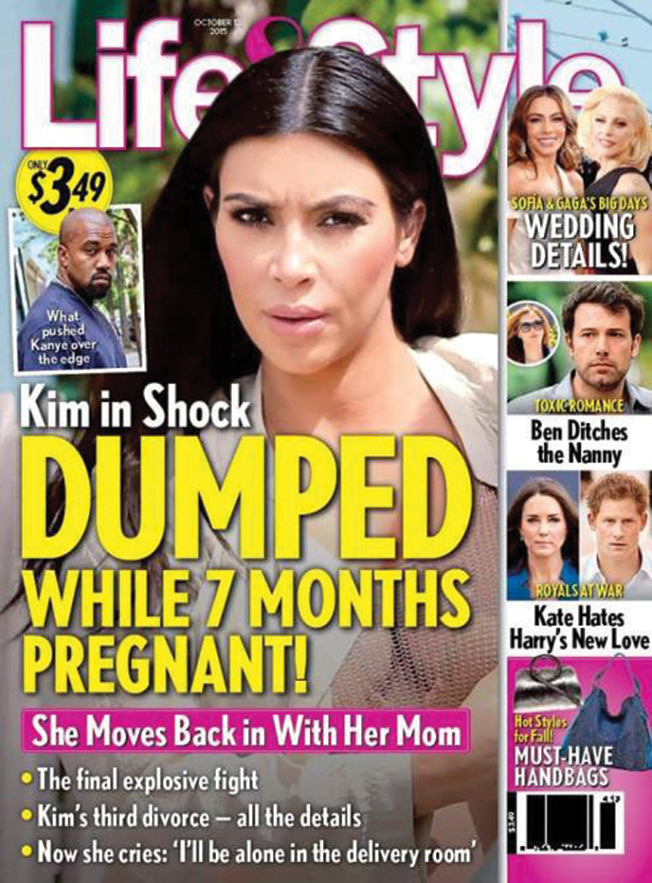 OCTOBER 12
2015
Life&Style
ONLY
$3.49
What
pushed
Kanye over
the edge
Kim in Shock
DUMPED
WHILE 7 MONTHS
PREGNANT!
She Moves Back in With Her Mom
• The final explosive fight
• Kim's third divorce – all the details
• Now she cries: 'I'll be alone in the delivery room'
SOFIA & GAGA'S BIG DAYS
WEDDING
DETAILS!
TOXIC ROMANCE
Ben Ditches
the Nanny
ROYALS AT WAR
Kate Hates
Harry's New Love
Hot Styles
for Fall!
MUST-HAVE
HANDBAGS
$3.49